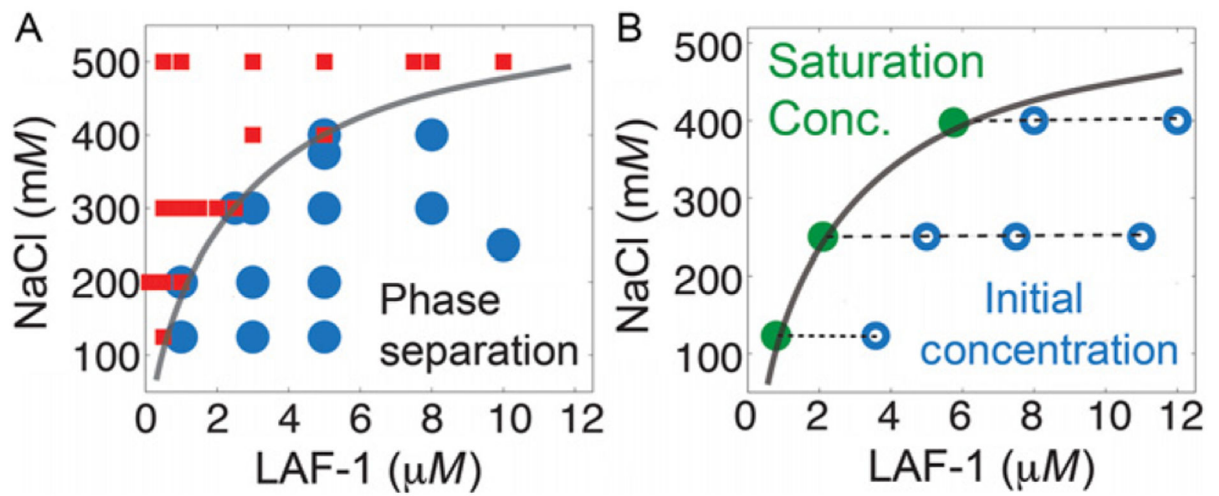 A
NaCl (mM)
500
400
300
200
100
Phase
separation
0 2 4 6 8 10 12
LAF-1 (μM)
B
NaCl (mM)
500
400
300
200
100
Saturation
Conc.
Initial
concentration
0 2 4 6 8 10 12
LAF-1 (μM)